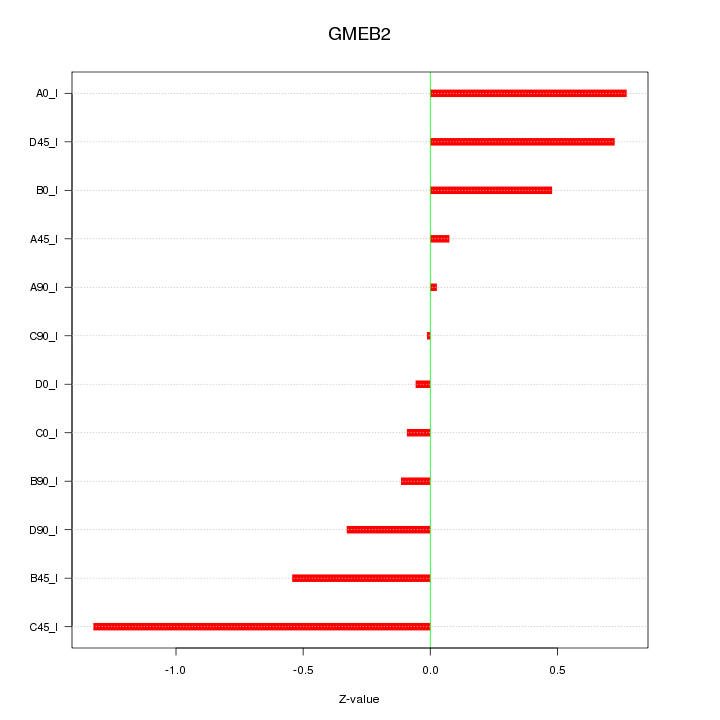 GMEB2
A0_I
D45_I
B0_I
A45_I
A90_I
C90_I
D0_I
C0_I
B90_I
D90_I
B45_I
C45_I
-1.0 -0.5 0.0 0.5
Z-value